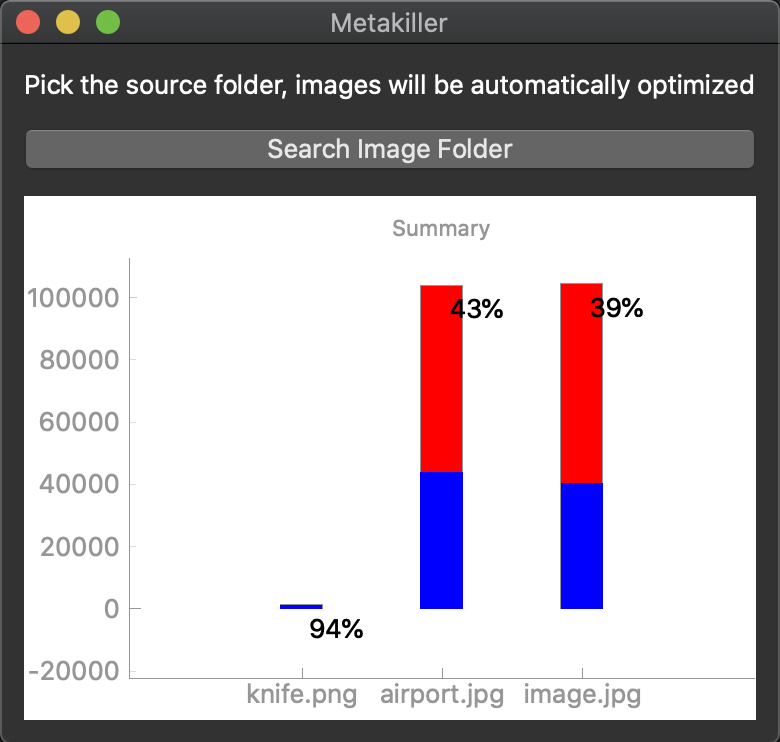 Metakiller
Pick the source folder, images will be automatically optimized
Search Image Folder
Summary
100000
80000
60000
40000
20000
0
-20000
43%
39%
94%
knife.png airport.jpg image.jpg